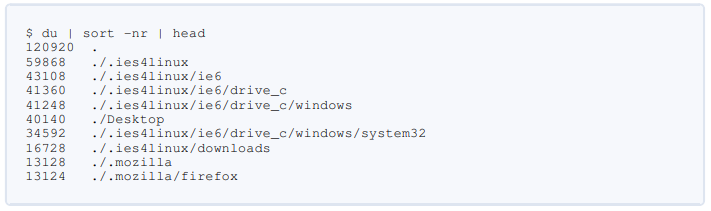 $ du | sort -nr | head
120920  .
59868   ./.ies4linux
43108   ./.ies4linux/ie6
41360   ./.ies4linux/ie6/drive_c
41248   ./.ies4linux/ie6/drive_c/windows
40140   ./Desktop
34592   ./.ies4linux/ie6/drive_c/windows/system32
16728   ./.ies4linux/downloads
13128   ./.mozilla
13124   ./.mozilla/firefox